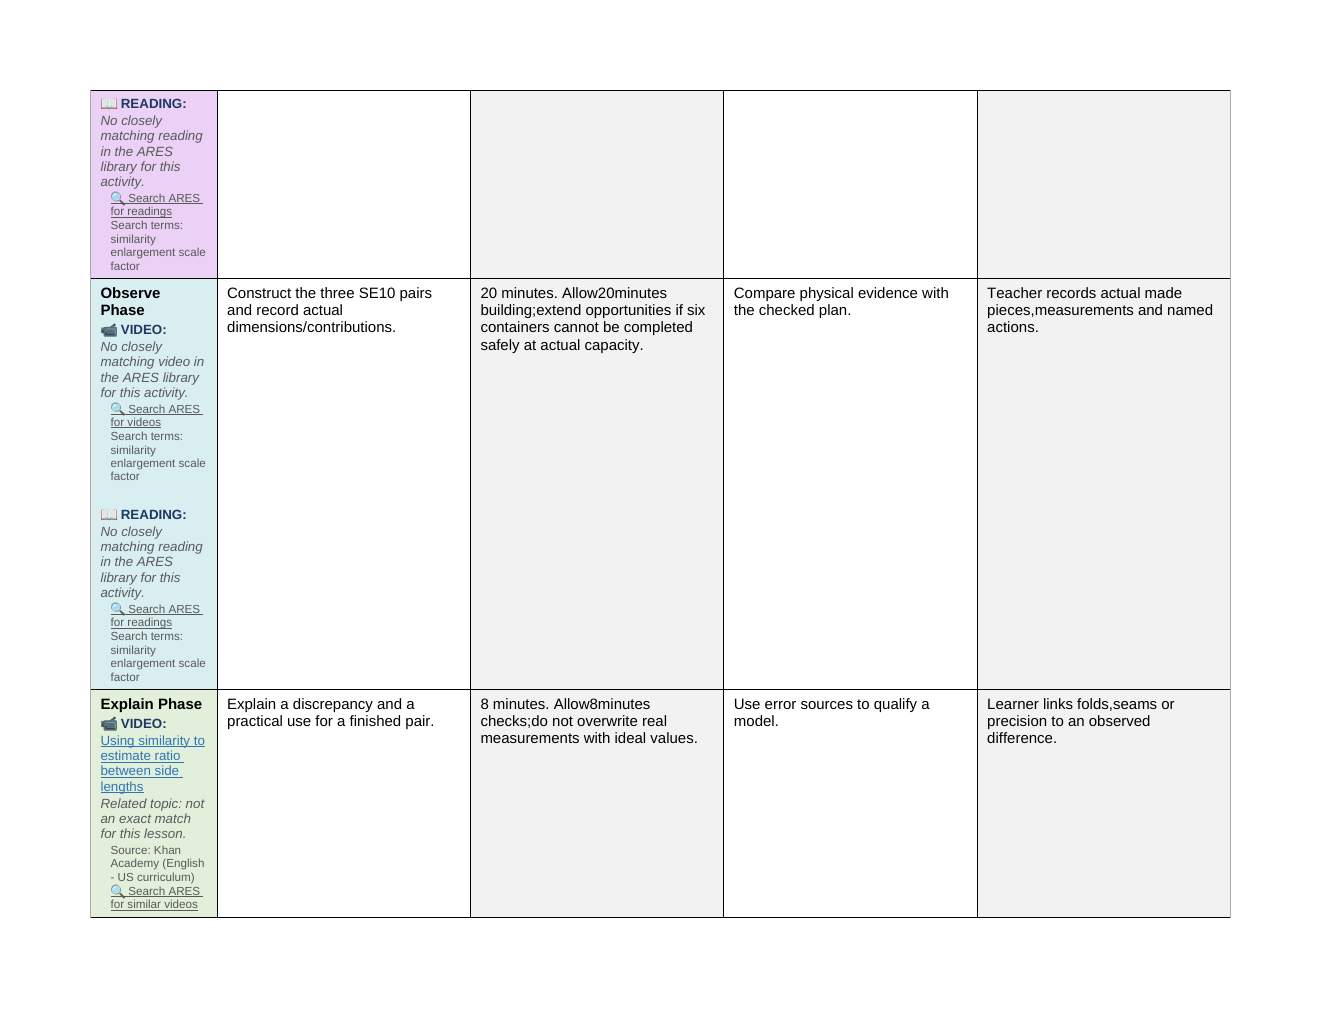 📖 READING:
No closely
matching reading
in the ARES
library for this
activity.
🔍 Search ARES
for readings
Search terms:
similarity
enlargement scale
factor
Observe
Phase
📹 VIDEO:
No closely
matching video in
the ARES library
for this activity.
🔍 Search ARES
for videos
Search terms:
similarity
enlargement scale
factor
📖 READING:
No closely
matching reading
in the ARES
library for this
activity.
🔍 Search ARES
for readings
Search terms:
similarity
enlargement scale
factor
Construct the three SE10 pairs
and record actual
dimensions/contributions.
20 minutes. Allow20minutes
building;extend opportunities if six
containers cannot be completed
safely at actual capacity.
Compare physical evidence with
the checked plan.
Teacher records actual made
pieces,measurements and named
actions.
Explain Phase
📹 VIDEO:
Using similarity to
estimate ratio
between side
lengths
Related topic: not
an exact match
for this lesson.
Source: Khan
Academy (English
- US curriculum)
🔍 Search ARES
for similar videos
Explain a discrepancy and a
practical use for a finished pair.
8 minutes. Allow8minutes
checks;do not overwrite real
measurements with ideal values.
Use error sources to qualify a
model.
Learner links folds,seams or
precision to an observed
difference.